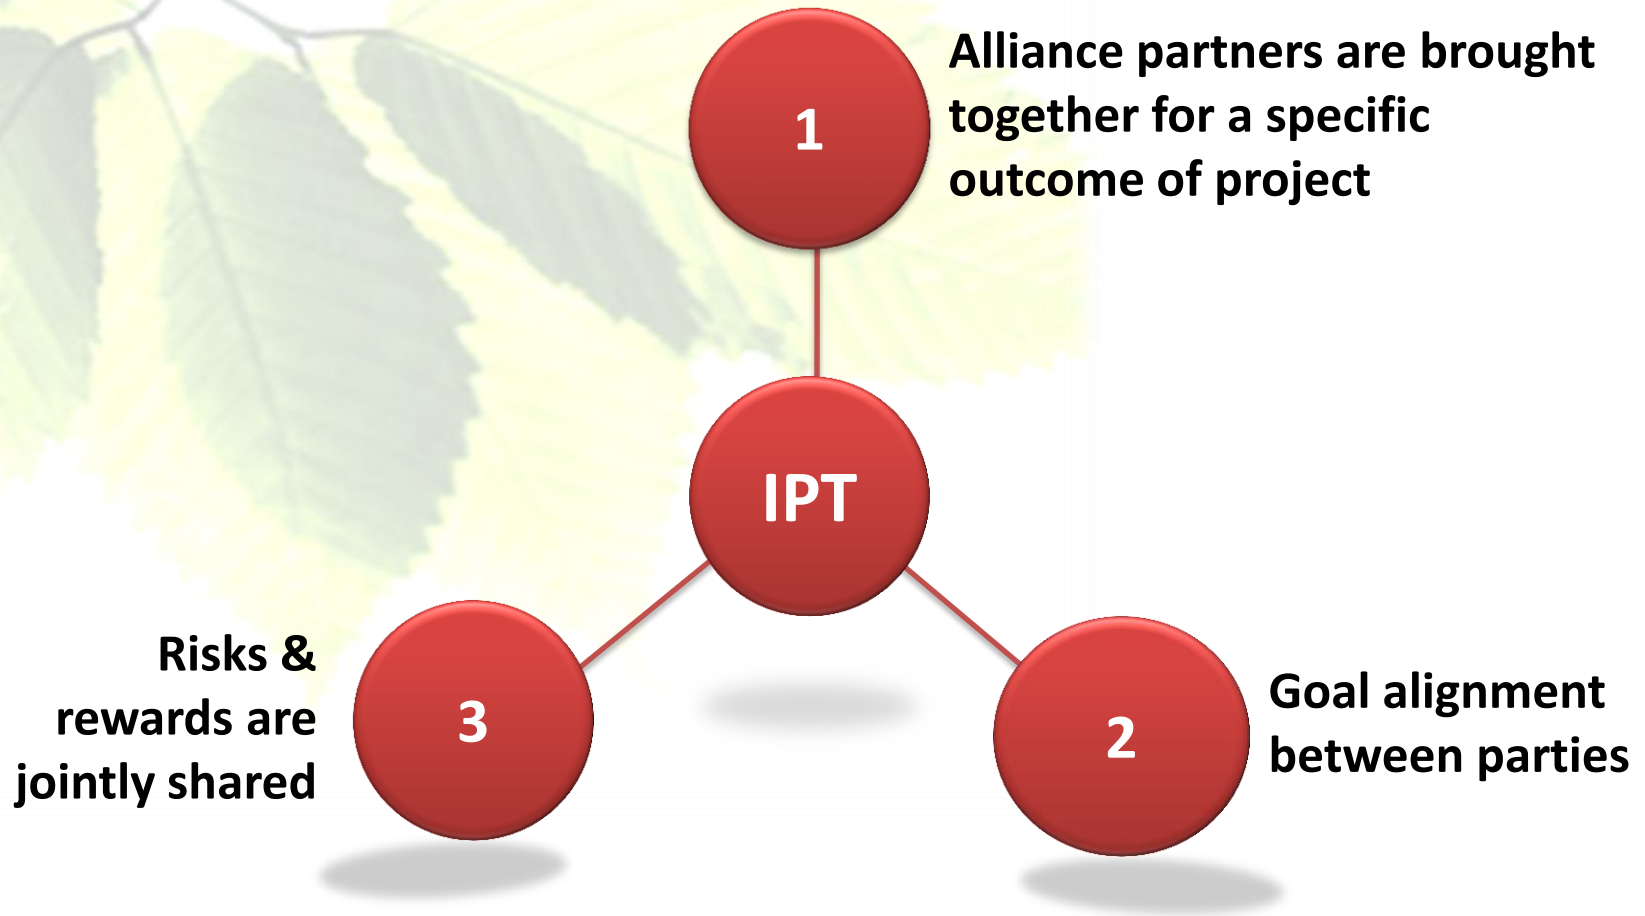 1
Alliance partners are brought
together for a specific
outcome of project
IPT
2
Goal alignment
between parties
3
Risks &
rewards are
jointly shared